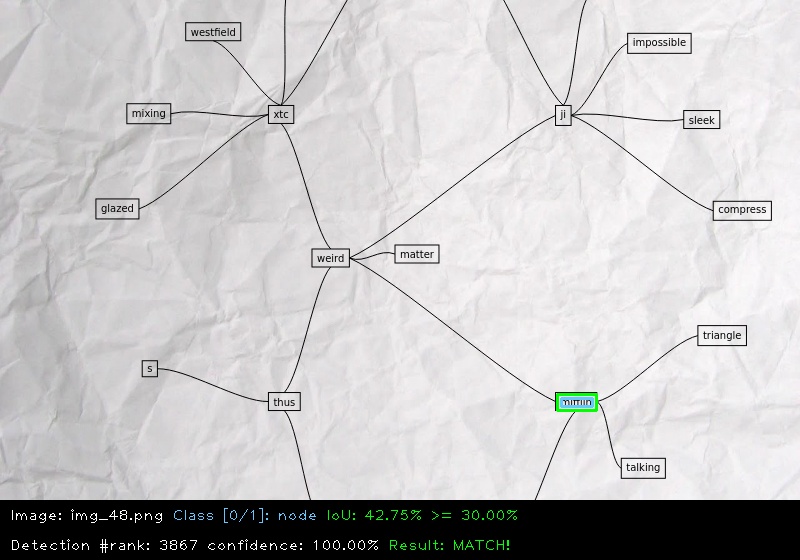 westfield
impossible
mixing
xtc
ji
sleek
glazed
compress
weird
matter
triangle
s
thus
mifflin
talking
Image: img_48.png Class [0/1]: node IoU: 42.75% >= 30.00%
Detection #rank: 3867 confidence: 100.00% Result: MATCH!